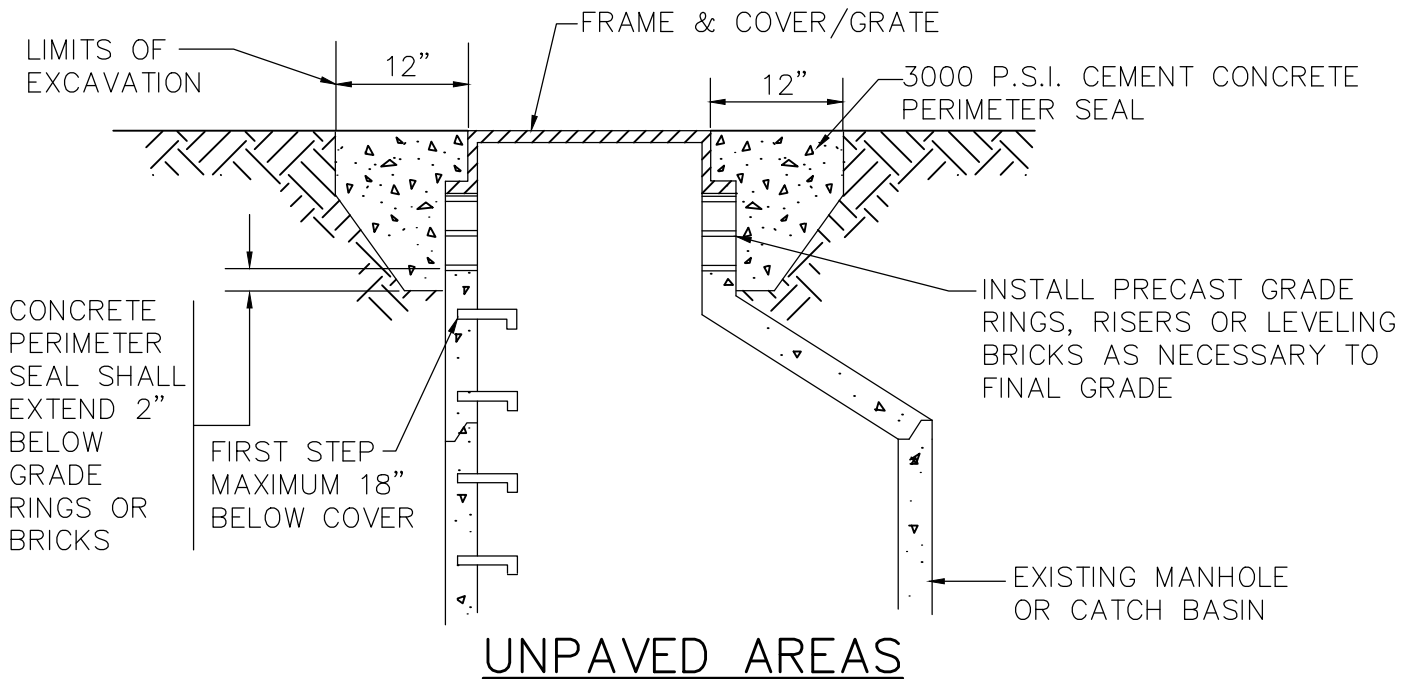 FRAME & COVER/GRATE
LIMITS OF
EXCAVATION
12”
12”
3000 P.S.I. CEMENT CONCRETE
PERIMETER SEAL
CONCRETE
PERIMETER
SEAL SHALL
EXTEND 2”
BELOW
GRADE
RINGS OR
BRICKS
FIRST STEP
MAXIMUM 18”
BELOW COVER
INSTALL PRECAST GRADE
RINGS, RISERS OR LEVELING
BRICKS AS NECESSARY TO
FINAL GRADE
EXISTING MANHOLE
OR CATCH BASIN
UNPAVED AREAS